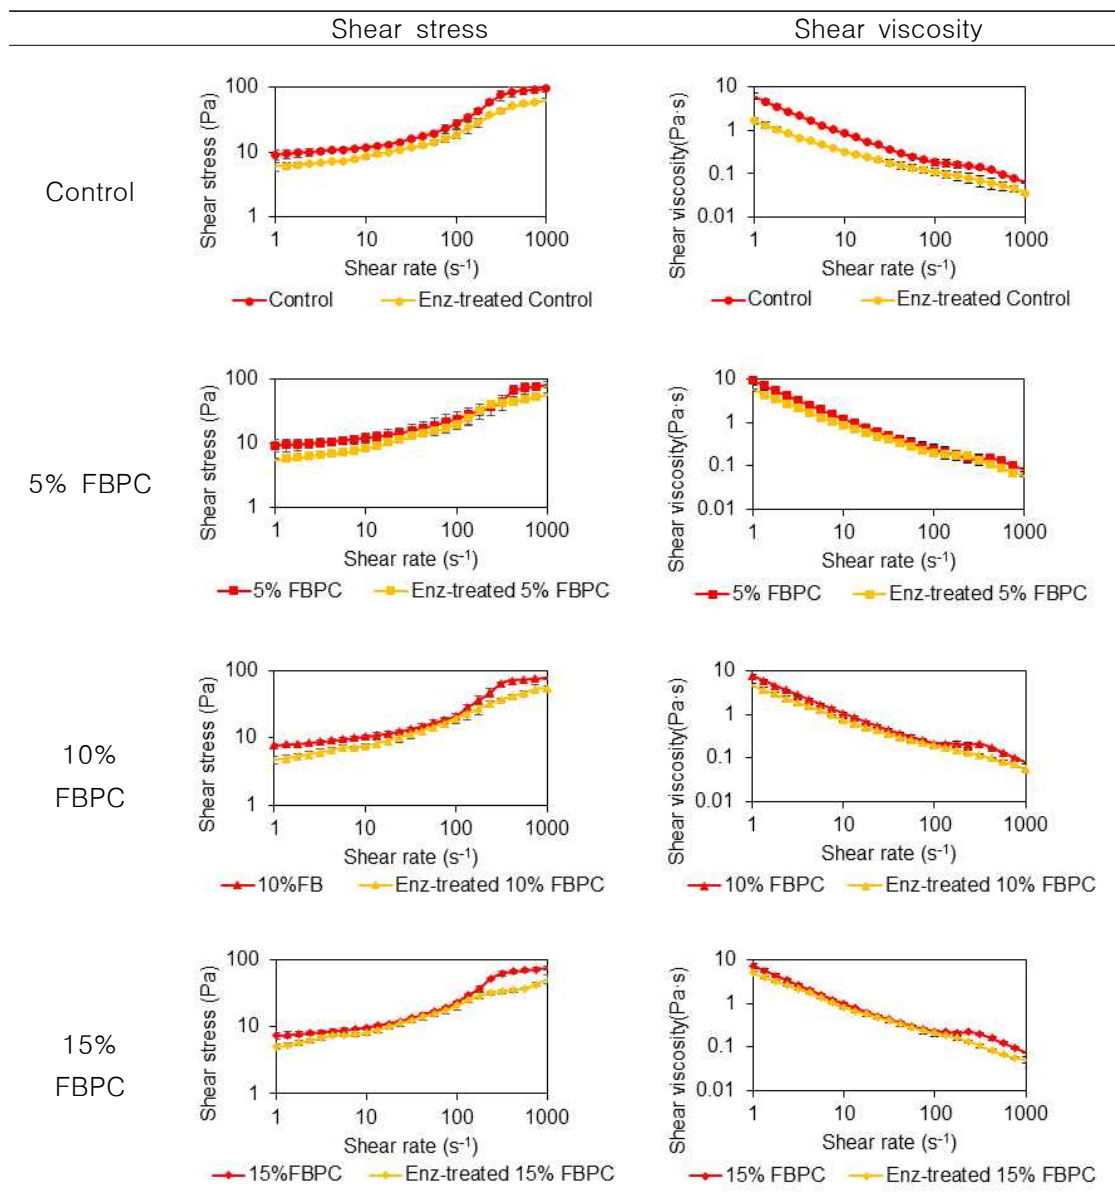 Shear stress Shear viscosity
Control
Shear stress (Pa)
100
10
1
1 10 100 1000
Shear rate (s-1)
Control Enz-treated Control
Shear viscosity(Pa·s)
10
1
0.1
0.01
1 10 100 1000
Shear rate (s-1)
Control Enz-treated Control
5% FBPC
Shear stress (Pa)
100
10
1
1 10 100 1000
Shear rate (s-1)
5% FBPC Enz-treated 5% FBPC
Shear viscosity(Pa·s)
10
1
0.1
0.01
1 10 100 1000
Shear rate (s-1)
5% FBPC Enz-treated 5% FBPC
10%
FBPC
Shear stress (Pa)
100
10
1
1 10 100 1000
Shear rate (s-1)
10%FB Enz-treated 10% FBPC
Shear viscosity(Pa·s)
10
1
0.1
0.01
1 10 100 1000
Shear rate (s-1)
10% FBPC Enz-treated 10% FBPC
15%
FBPC
Shear stress (Pa)
100
10
1
1 10 100 1000
Shear rate (s-1)
15%FBPC Enz-treated 15% FBPC
Shear viscosity(Pa·s)
10
1
0.1
0.01
1 10 100 1000
Shear rate (s-1)
15% FBPC Enz-treated 15% FBPC